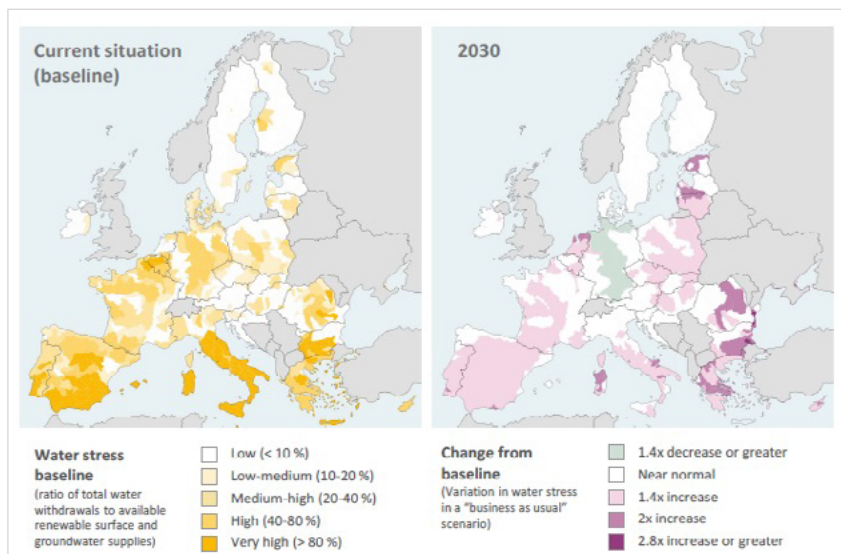 Current situation
(baseline)
2030
Water stress
baseline
(ratio of total water
withdrawals to available
renewable surface and
groundwater supplies)
Low (< 10 %)
Low-medium (10-20 %)
Medium-high (20-40 %)
High (40-80 %)
Very high (> 80 %)
Change from
baseline
(Variation in water stress
in a "business as usual"
scenario)
1.4x decrease or greater
Near normal
1.4x increase
2x increase
2.8x increase or greater